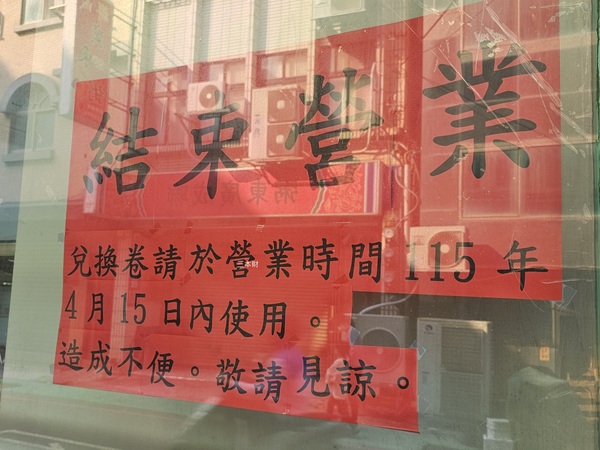 結束營業
兌換卷請於營業時間115年
4月15日內使用。
造成不便。敬請見諒。